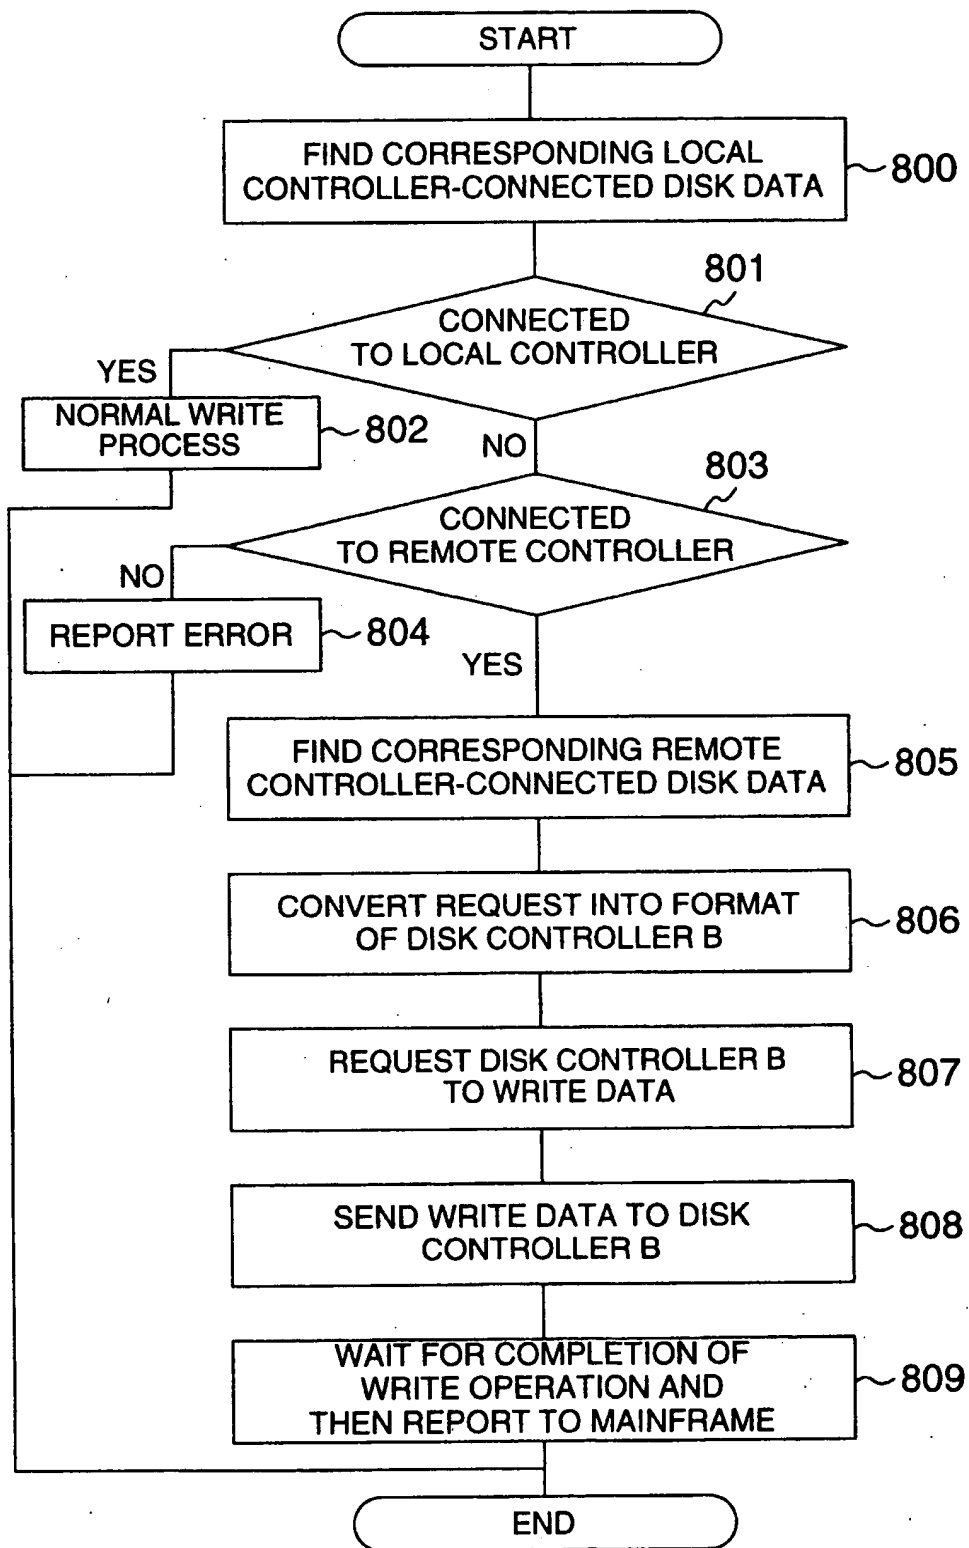 START
FIND CORRESPONDING LOCAL
CONTROLLER-CONNECTED DISK DATA
800
801
CONNECTED
TO LOCAL CONTROLLER
YES
NORMAL WRITE
PROCESS
802
NO
803
CONNECTED
TO REMOTE CONTROLLER
NO
REPORT ERROR
804
YES
FIND CORRESPONDING REMOTE
CONTROLLER-CONNECTED DISK DATA
805
CONVERT REQUEST INTO FORMAT
OF DISK CONTROLLER B
806
REQUEST DISK CONTROLLER B
TO WRITE DATA
807
SEND WRITE DATA TO DISK
CONTROLLER B
808
WAIT FOR COMPLETION OF
WRITE OPERATION AND
THEN REPORT TO MAINFRAME
809
END